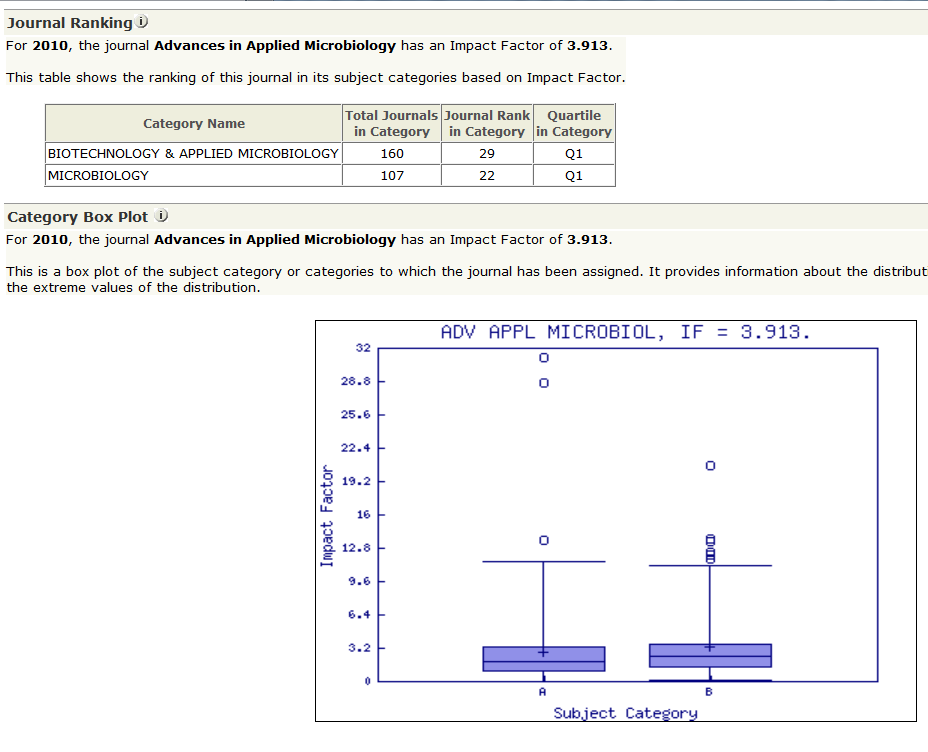 Journal Ranking i
For 2010, the journal Advances in Applied Microbiology has an Impact Factor of 3.913.
This table shows the ranking of this journal in its subject categories based on Impact Factor.
Category Name Total Journals in Category Journal Rank in Category Quartile in Category
BIOTECHNOLOGY & APPLIED MICROBIOLOGY 160 29 Q1
MICROBIOLOGY 107 22 Q1
Category Box Plot i
For 2010, the journal Advances in Applied Microbiology has an Impact Factor of 3.913.
This is a box plot of the subject category or categories to which the journal has been assigned. It provides information about the distribut
the extreme values of the distribution.
ADV APPL MICROBIOL, IF = 3.913.
32
28.8
25.6
22.4
19.2
16
12.8
9.6
6.4
3.2
0
Impact Factor
A B
Subject Category